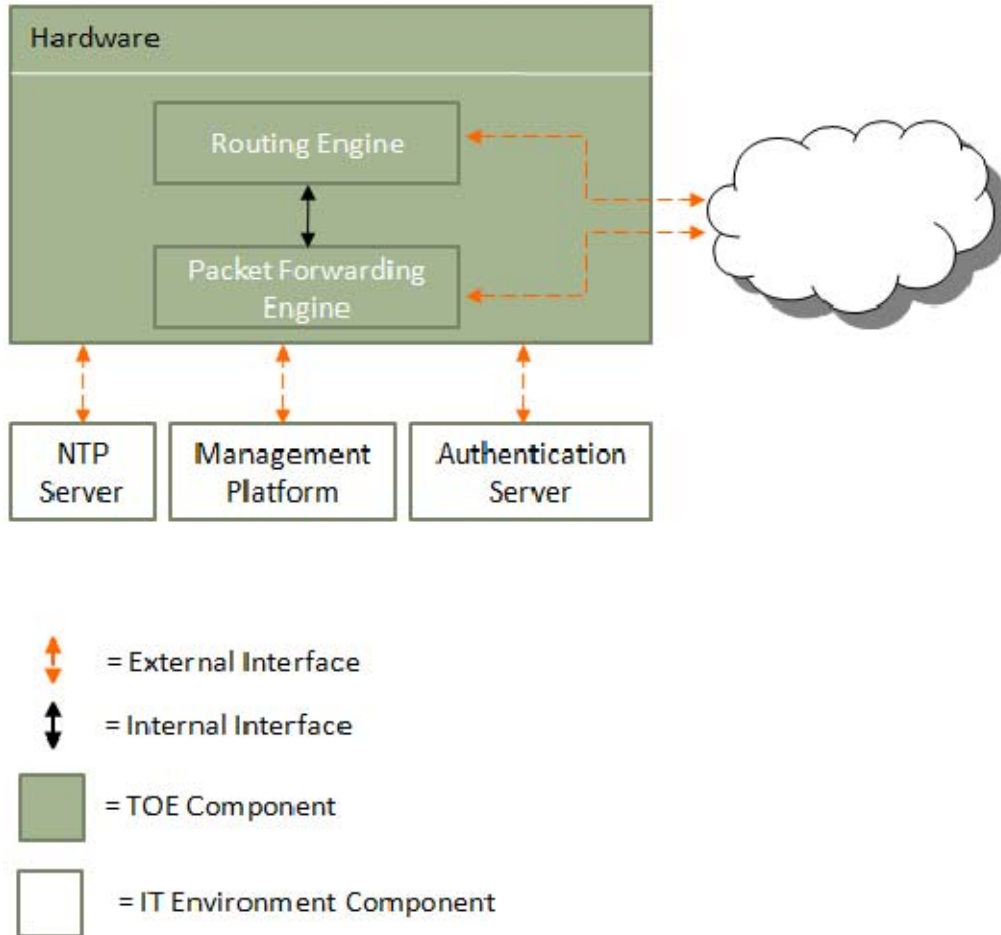 Hardware
Routing Engine
Packet Forwarding
Engine
NTP
Server
Management
Platform
Authentication
Server
= External Interface
= Internal Interface
= TOE Component
= IT Environment Component